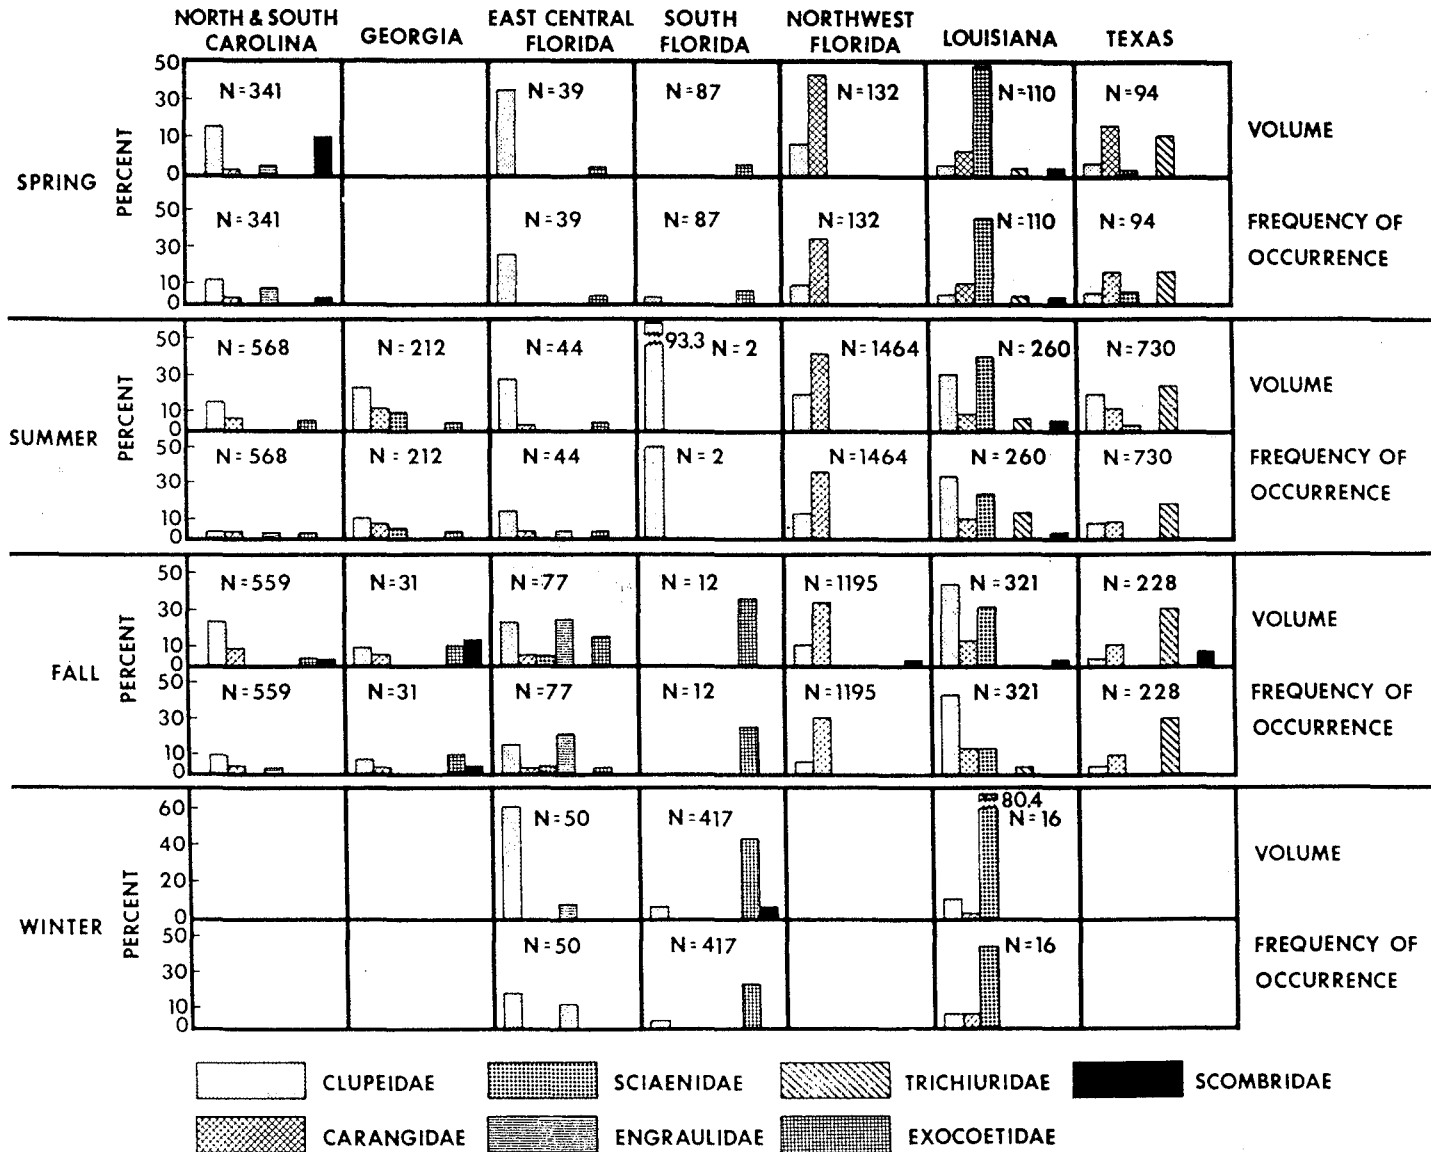 NORTH & SOUTH CAROLINA GEORGIA EAST CENTRAL FLORIDA SOUTH FLORIDA NORTHWEST FLORIDA LOUISIANA TEXAS
SPRING
PERCENT
50
30
10
0
N=341 N=39 N=87 N=132 N=110 N=94
VOLUME
50
30
10
0
N=341 N=39 N=87 N=132 N=110 N=94
FREQUENCY OF
OCCURRENCE
SUMMER
PERCENT
50
30
10
0
N=568 N=212 N=44 93.3 N=2 N=1464 N=260 N=730
VOLUME
50
30
10
0
N=568 N=212 N=44 N=2 N=1464 N=260 N=730
FREQUENCY OF
OCCURRENCE
FALL
PERCENT
50
30
10
0
N=559 N=31 N=77 N=12 N=1195 N=321 N=228
VOLUME
50
30
10
0
N=559 N=31 N=77 N=12 N=1195 N=321 N=228
FREQUENCY OF
OCCURRENCE
WINTER
PERCENT
60
40
20
0
N=50 N=417 80.4 N=16
VOLUME
50
30
10
0
N=50 N=417 N=16
FREQUENCY OF
OCCURRENCE
CLUPEIDAE SCIAENIDAE TRICHIURIDAE SCOMBRIDAE
CARANGIDAE ENGRAULIDAE EXOCOETIDAE